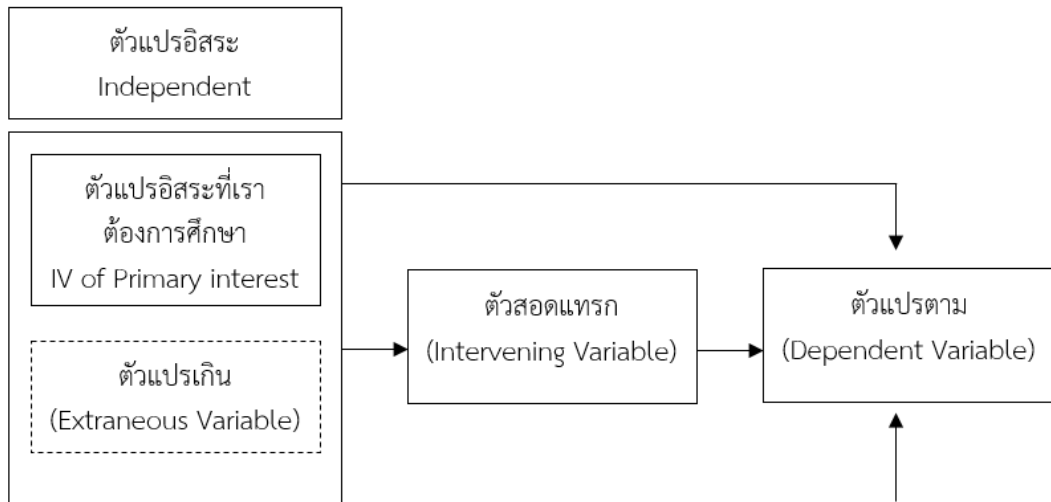 ตัวแปรอิสระ
Independent
ตัวแปรอิสระที่เรา
ต้องการศึกษา
IV of Primary interest
ตัวแปรเกิน
(Extraneous Variable)
ตัวสอดแทรก
(Intervening Variable)
ตัวแปรตาม
(Dependent Variable)